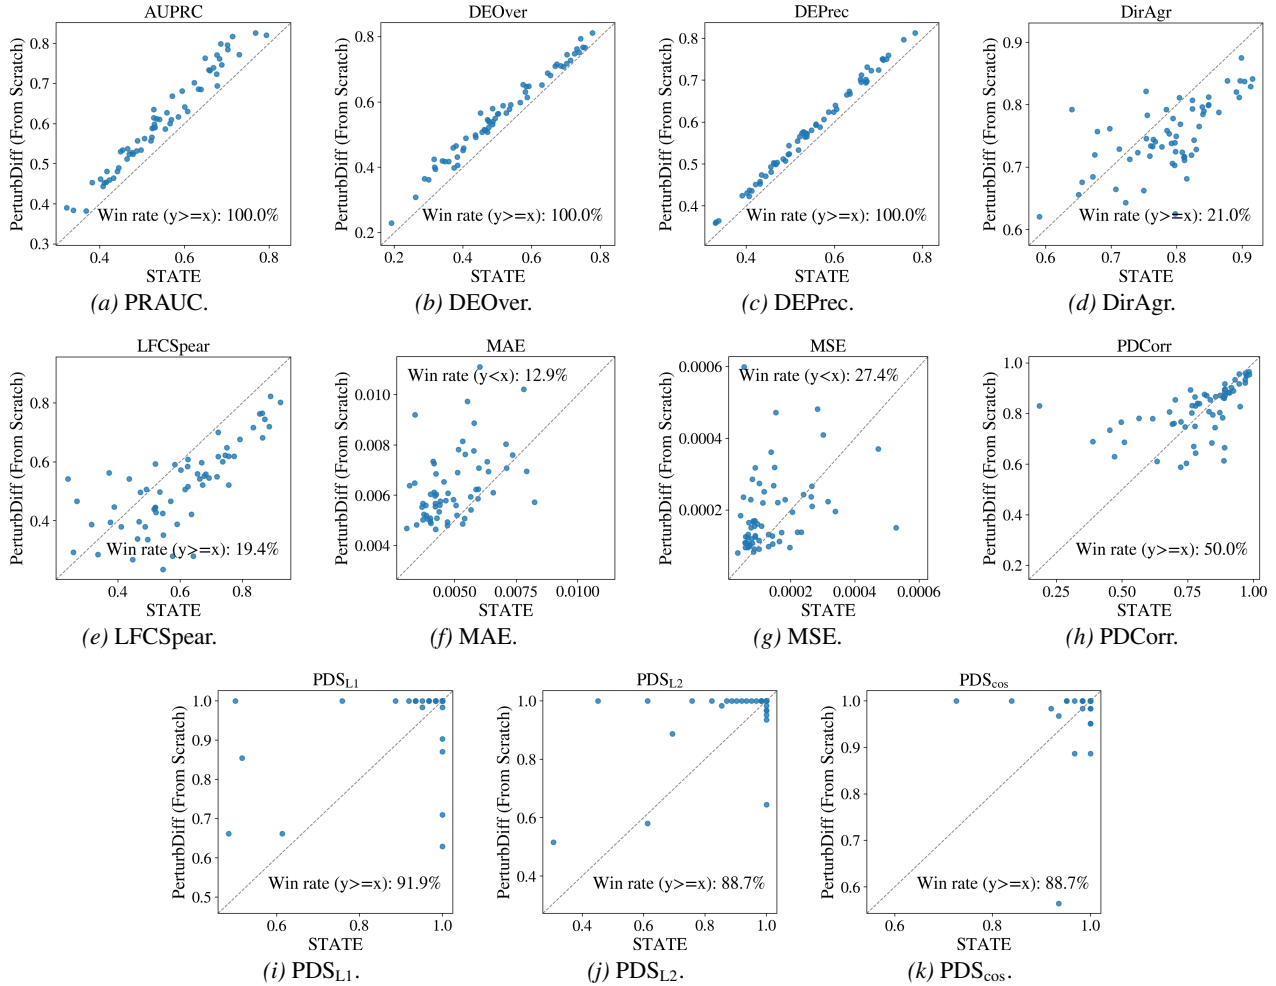 AUPRC
PerturbDiff (From Scratch)
0.8
0.7
0.6
0.5
0.4
0.3
Win rate (y>=x): 100.0%
0.4 0.6 0.8
STATE
(a) PRAUC.
DEOver
PerturbDiff (From Scratch)
0.8
0.6
0.4
0.2
Win rate (y>=x): 100.0%
0.2 0.4 0.6 0.8
STATE
(b) DEOver.
DEPrec
PerturbDiff (From Scratch)
0.8
0.7
0.6
0.5
0.4
Win rate (y>=x): 100.0%
0.4 0.6 0.8
STATE
(c) DEPrec.
DirAgr
PerturbDiff (From Scratch)
0.9
0.8
0.7
0.6
Win rate (y>=x): 21.0%
0.6 0.7 0.8 0.9
STATE
(d) DirAgr.
LFCSpear
PerturbDiff (From Scratch)
0.8
0.6
0.4
Win rate (y>=x): 19.4%
0.4 0.6 0.8
STATE
(e) LFCSpear.
MAE
PerturbDiff (From Scratch)
Win rate (y<x): 12.9%
0.010
0.008
0.006
0.004
0.0050 0.0075 0.0100
STATE
(f) MAE.
MSE
PerturbDiff (From Scratch)
Win rate (y<x): 27.4%
0.0006
0.0004
0.0002
0.0002 0.0004 0.0006
STATE
(g) MSE.
PDCorr
PerturbDiff (From Scratch)
1.0
0.8
0.6
0.4
0.2
Win rate (y>=x): 50.0%
0.25 0.50 0.75 1.00
STATE
(h) PDCorr.
PDS_L1
PerturbDiff (From Scratch)
1.0
0.9
0.8
0.7
0.6
0.5
Win rate (y>=x): 91.9%
0.6 0.8 1.0
STATE
(i) PDS_L1.
PDS_L2
PerturbDiff (From Scratch)
1.0
0.8
0.6
0.4
Win rate (y>=x): 88.7%
0.4 0.6 0.8 1.0
STATE
(j) PDS_L2.
PDS_cos
PerturbDiff (From Scratch)
1.0
0.9
0.8
0.7
0.6
Win rate (y>=x): 88.7%
0.6 0.8 1.0
STATE
(k) PDS_cos.